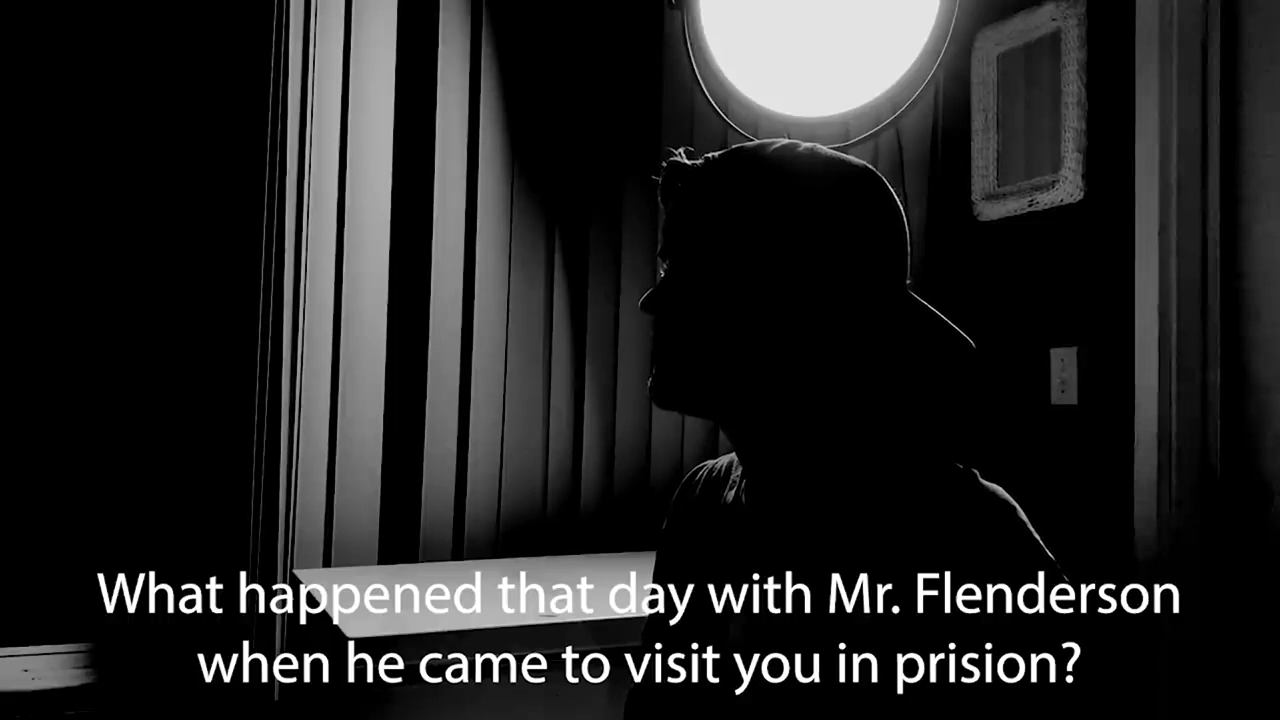 What happened that day with Mr. Flenderson
when he came to visit you in prision?